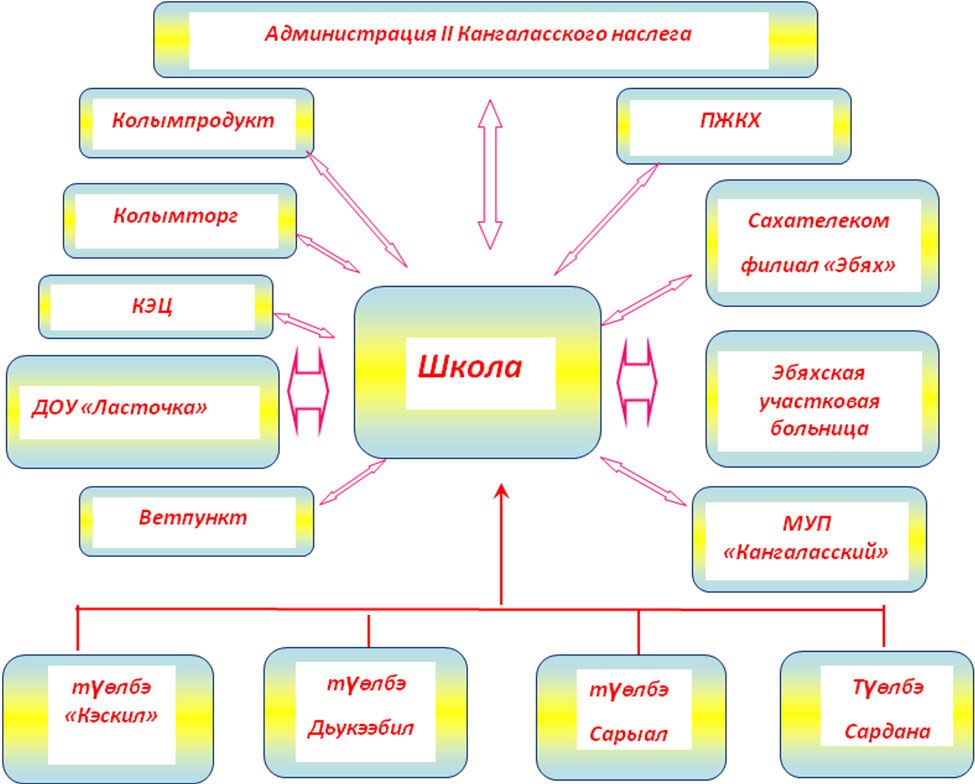 Администрация II Кангаласского наслега
Колымпродукт
ПЖКХ
Колымторг
Сахателеком
филиал «Эбях»
КЭЦ
Школа
ДОУ «Ласточка»
Эбяхская
участковая
больница
Ветпункт
МУП
«Кангаласский»
түөлбэ
«Кэскил»
түөлбэ
Дьукээбил
түөлбэ
Сарыал
Түөлбэ
Сардана